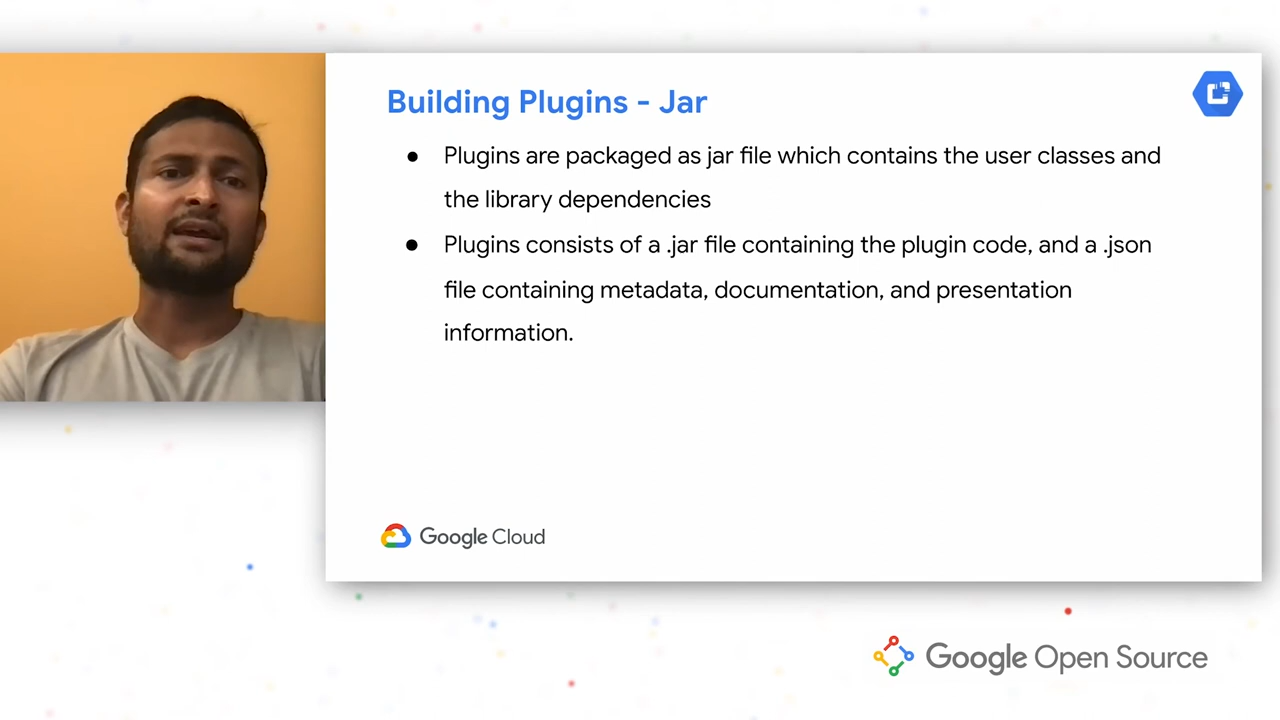 Building Plugins - Jar
● Plugins are packaged as jar file which contains the user classes and
the library dependencies
● Plugins consists of a .jar file containing the plugin code, and a .json
file containing metadata, documentation, and presentation
information.
Google Cloud
Google Open Source